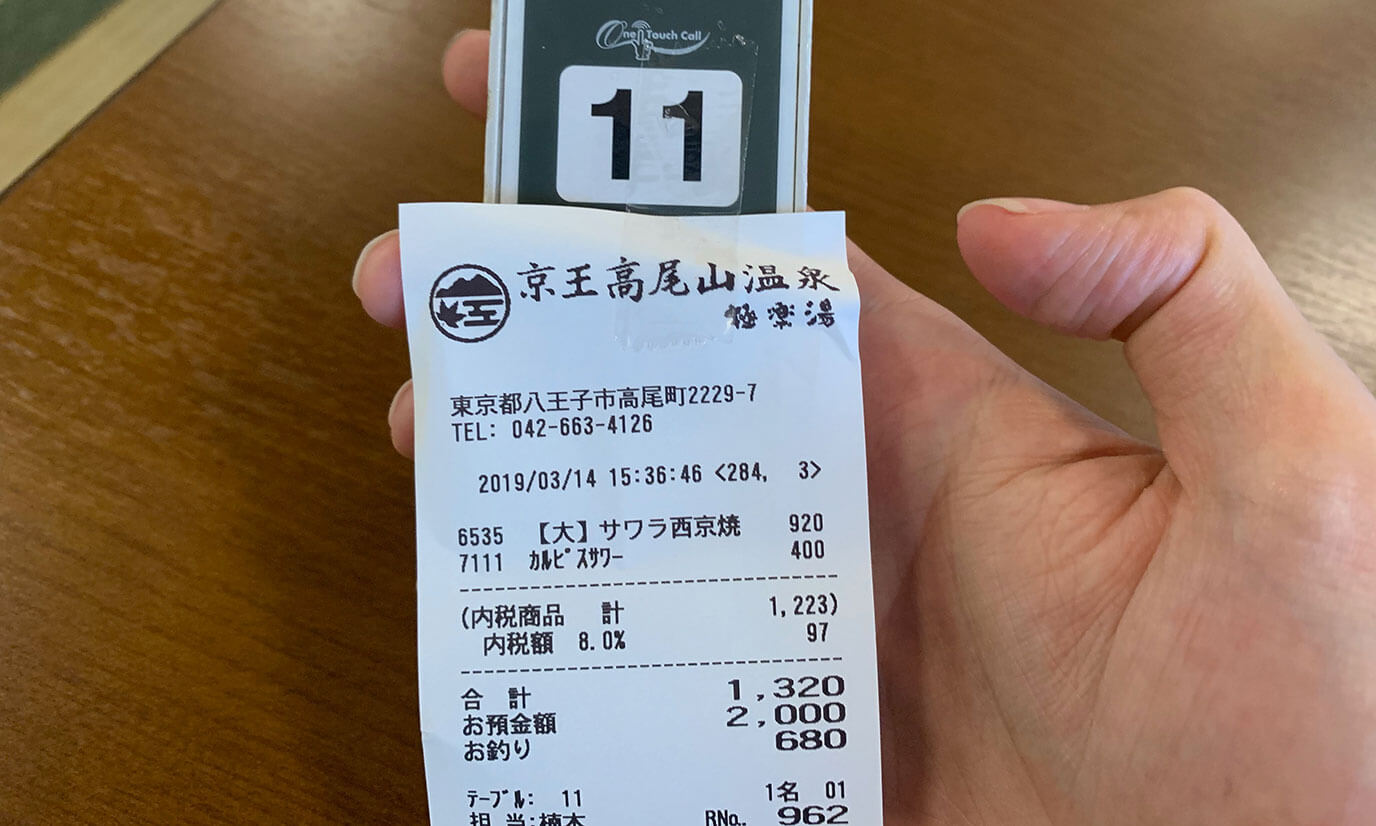 One Touch Call
11
京王高尾山温泉
極楽湯
東京都八王子市高尾町2229-7
TEL: 042-663-4126
2019/03/14 15:36:46 <284, 3>
6535 【大】サワラ西京焼 920
7111 ｶﾙﾋﾟｽｻﾜｰ 400
(内税商品 計 1,223)
内税額 8.0% 97
合 計 1,320
お預金額 2,000
お釣り 680
ﾃｰﾌﾞﾙ: 11 1名 01
担 当:楠本 RNo. 962